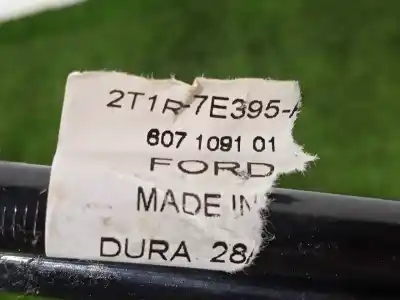 2T1R-7E395-A
607 1091 01
FORD
MADE IN
DURA 28